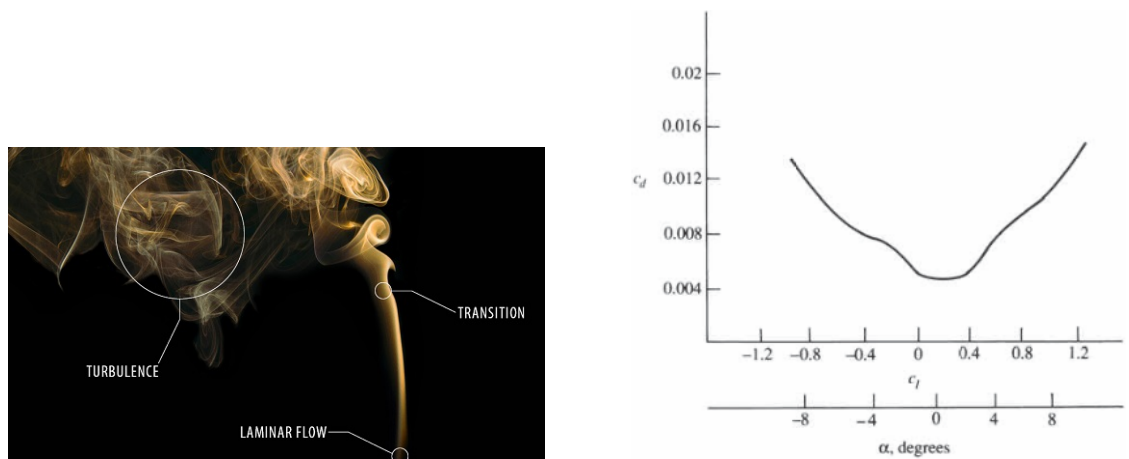 TURBULENCE
TRANSITION
LAMINAR FLOW
0.02
0.016
c_d 0.012
0.008
0.004
−1.2 −0.8 −0.4 0 0.4 0.8 1.2
c_l
−8 −4 0 4 8
α, degrees